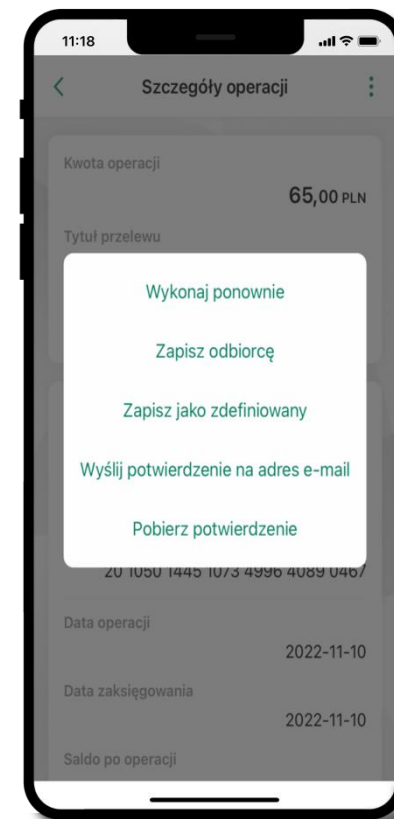 11:18
Szczegóły operacji
Kwota operacji
65,00 PLN
Tytuł przelewu
Wykonaj ponownie
Zapisz odbiorcę
Zapisz jako zdefiniowany
Wyślij potwierdzenie na adres e-mail
Pobierz potwierdzenie
20 1050 1445 1073 4996 4089 0467
Data operacji
2022-11-10
Data zaksięgowania
2022-11-10
Saldo po operacji